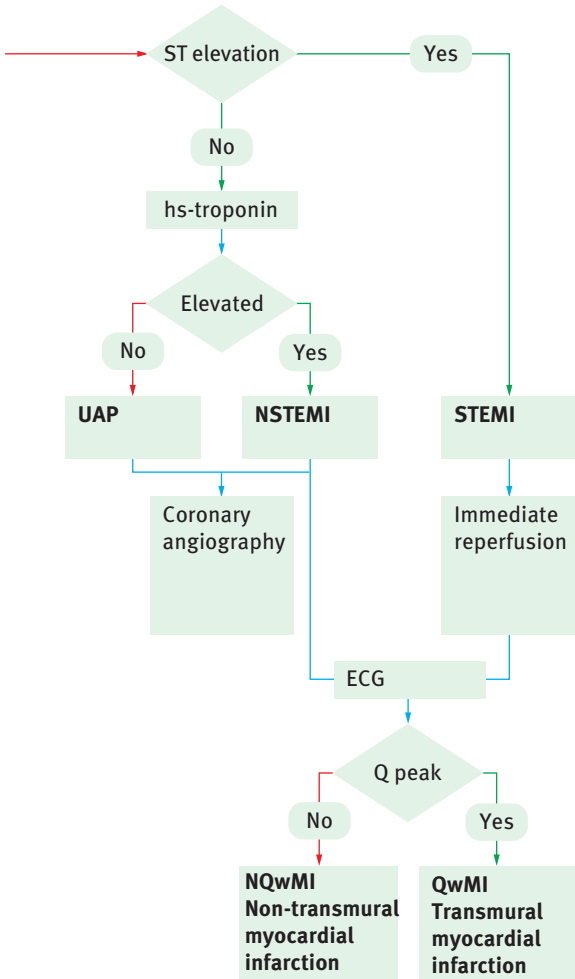 ST elevation
Yes
No
hs-troponin
Elevated
No
Yes
UAP
NSTEMI
STEMI
Coronary
angiography
Immediate
reperfusion
ECG
Q peak
No
Yes
NQwMI
Non-transmural
myocardial
infarction
QwMI
Transmural
myocardial
infarction